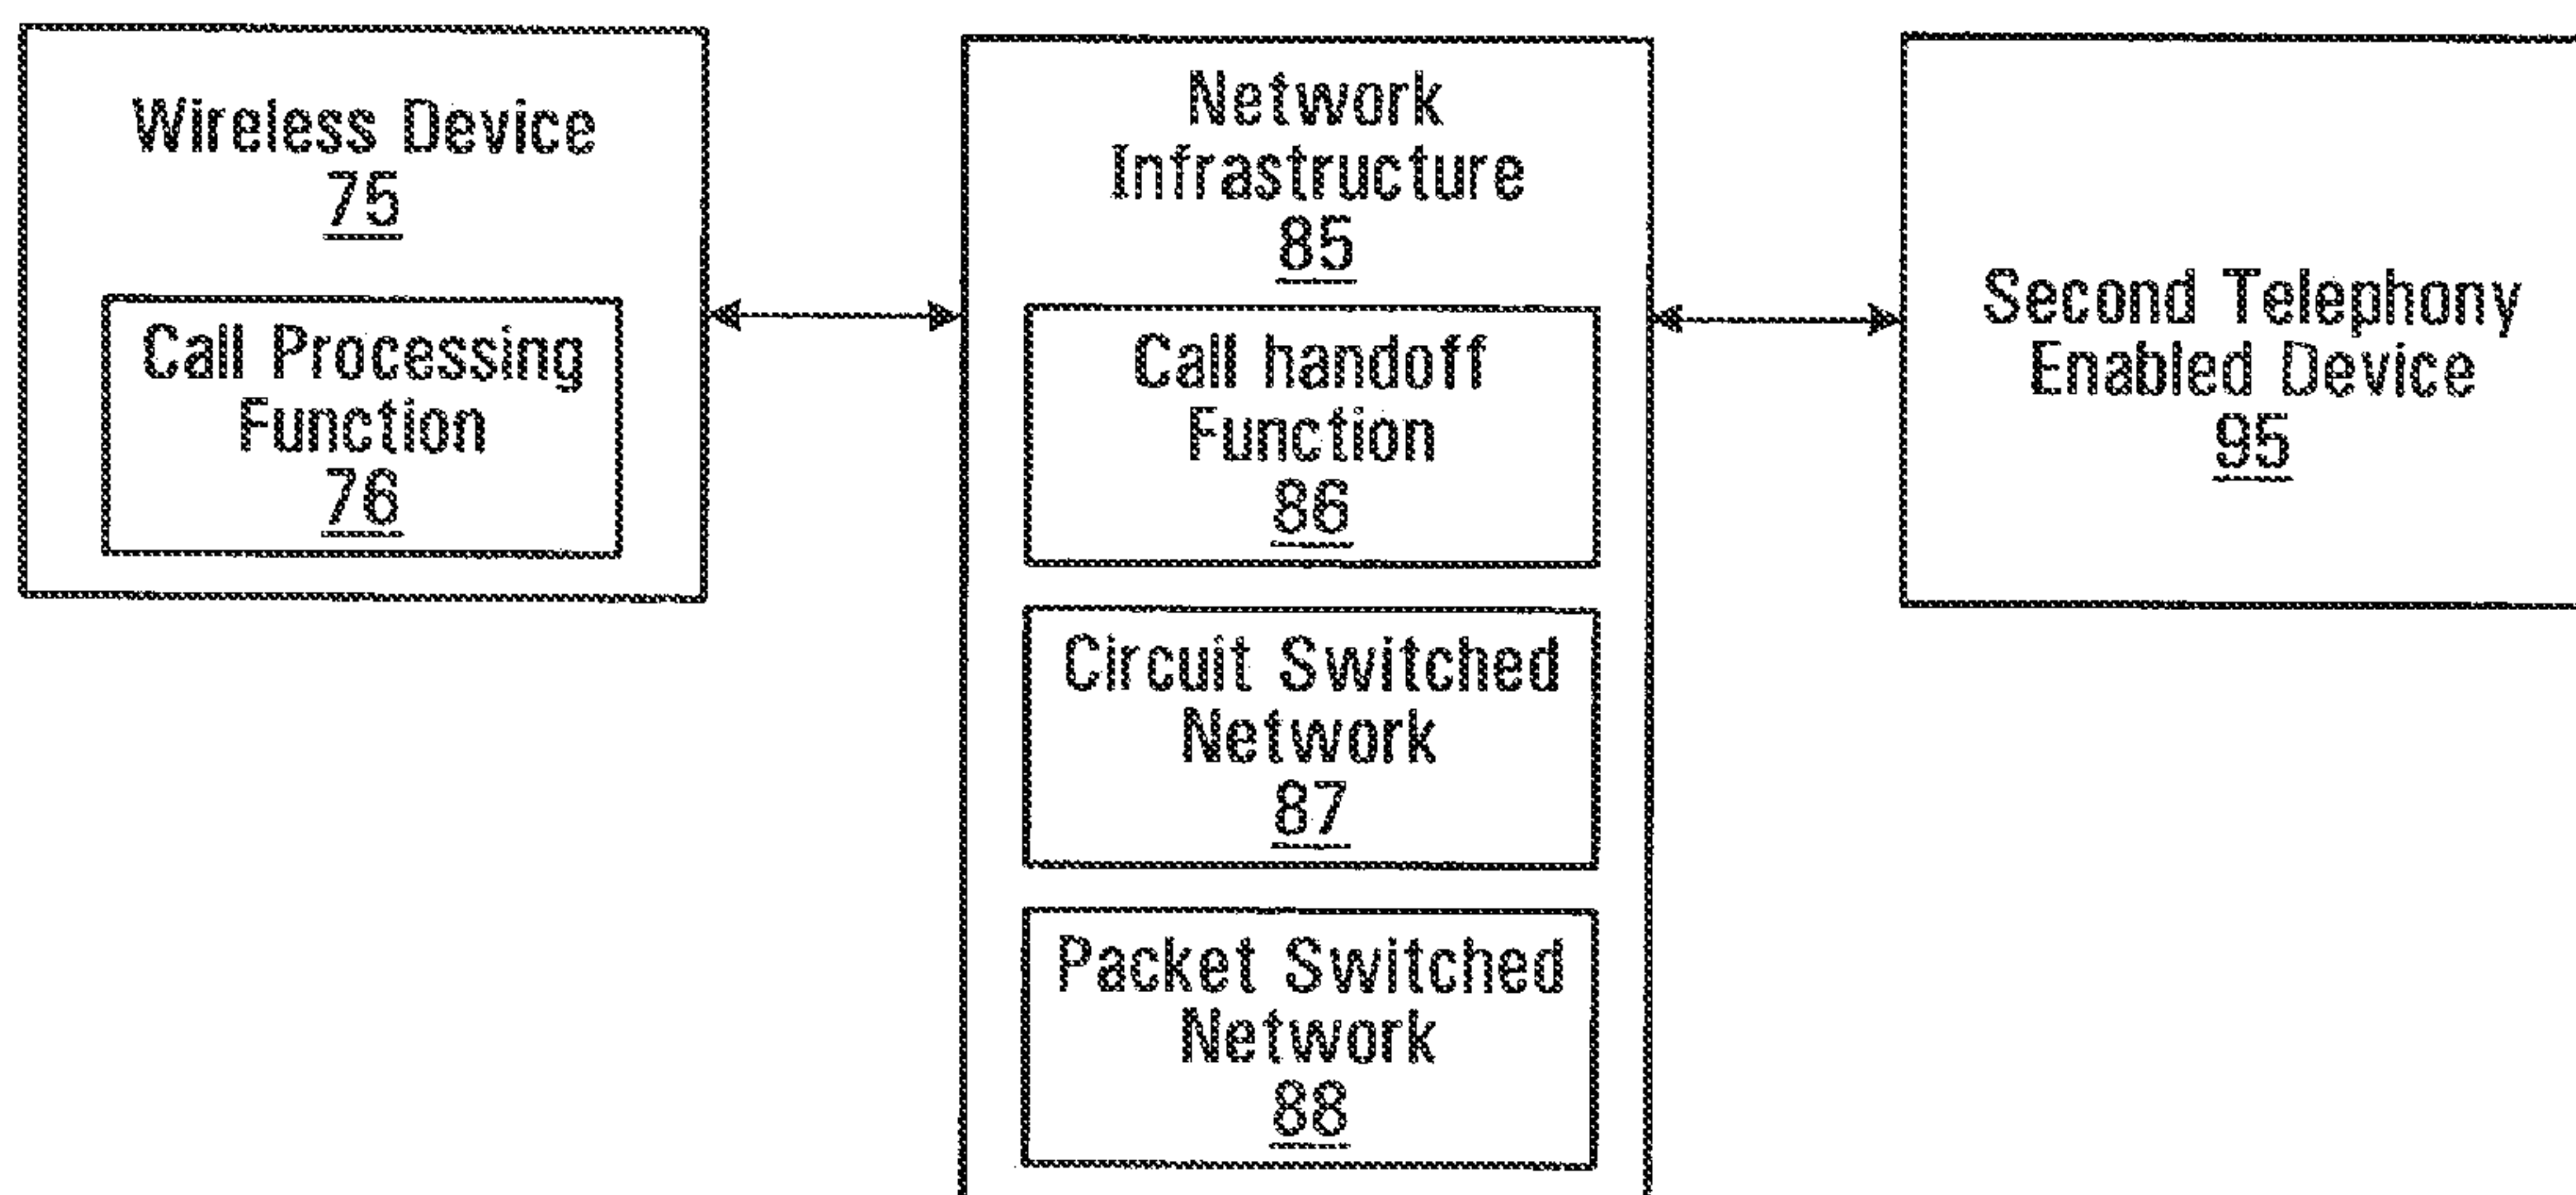 Wireless Device
75
Call Processing
Function
76
Network
Infrastructure
85
Call handoff
Function
86
Circuit Switched
Network
87
Packet Switched
Network
88
Second Telephony
Enabled Device
95